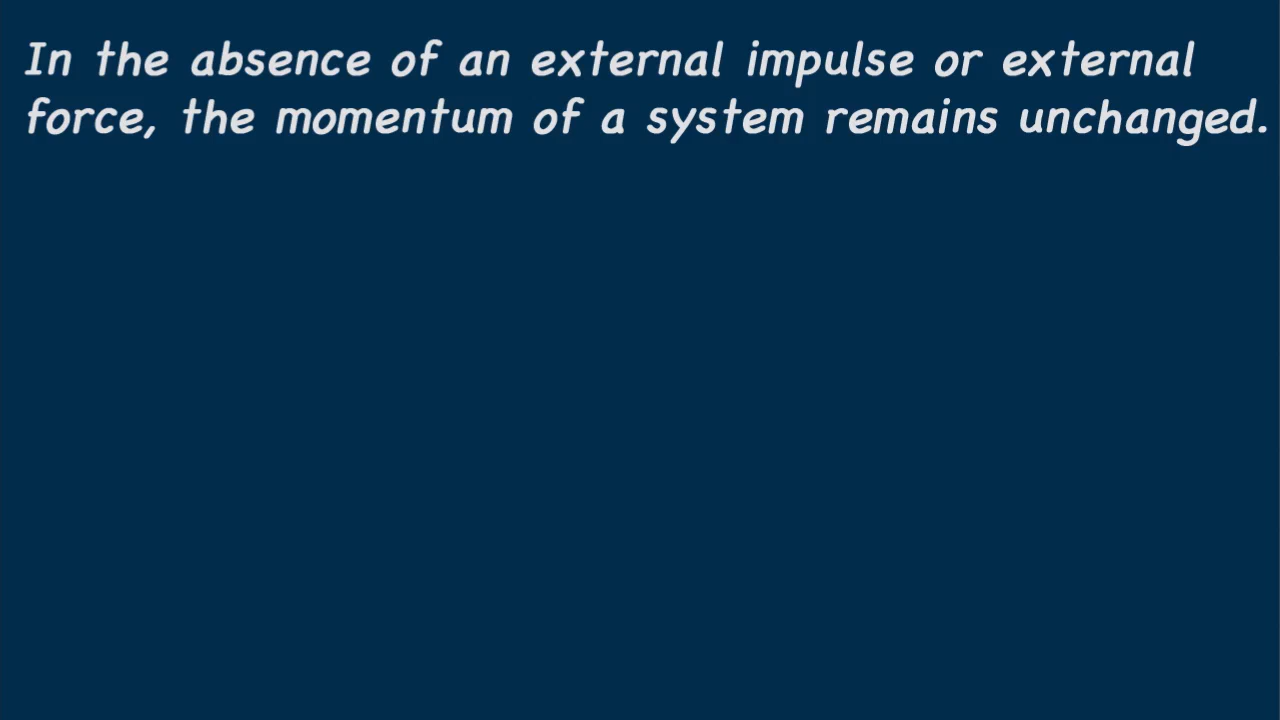 In the absence of an external impulse or external
force, the momentum of a system remains unchanged.